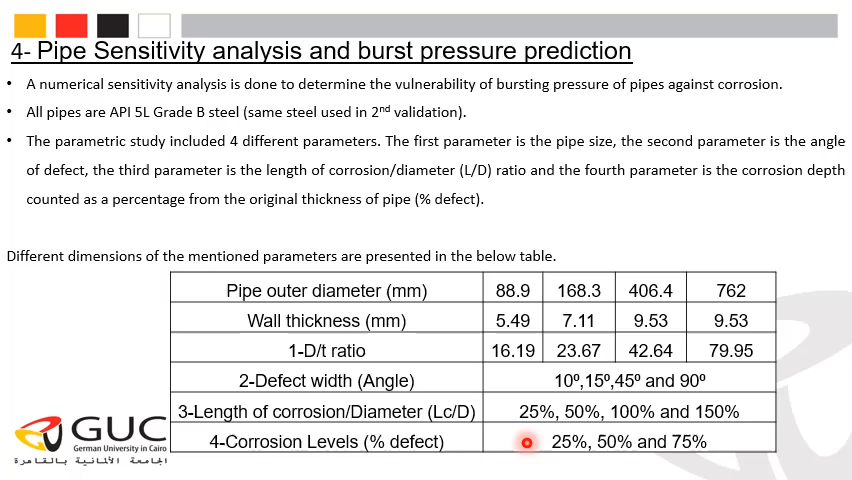 4- Pipe Sensitivity analysis and burst pressure prediction
• A numerical sensitivity analysis is done to determine the vulnerability of bursting pressure of pipes against corrosion.
• All pipes are API 5L Grade B steel (same steel used in 2nd validation).
• The parametric study included 4 different parameters. The first parameter is the pipe size, the second parameter is the angle
of defect, the third parameter is the length of corrosion/diameter (L/D) ratio and the fourth parameter is the corrosion depth
counted as a percentage from the original thickness of pipe (% defect).
Different dimensions of the mentioned parameters are presented in the below table.
Pipe outer diameter (mm) 88.9 168.3 406.4 762
Wall thickness (mm) 5.49 7.11 9.53 9.53
1-D/t ratio 16.19 23.67 42.64 79.95
2-Defect width (Angle) 10⁰,15⁰,45⁰ and 90⁰
3-Length of corrosion/Diameter (Lc/D) 25%, 50%, 100% and 150%
4-Corrosion Levels (% defect) 25%, 50% and 75%
GUC
German University in Cairo
الجامعة الألمانية بالقاهرة